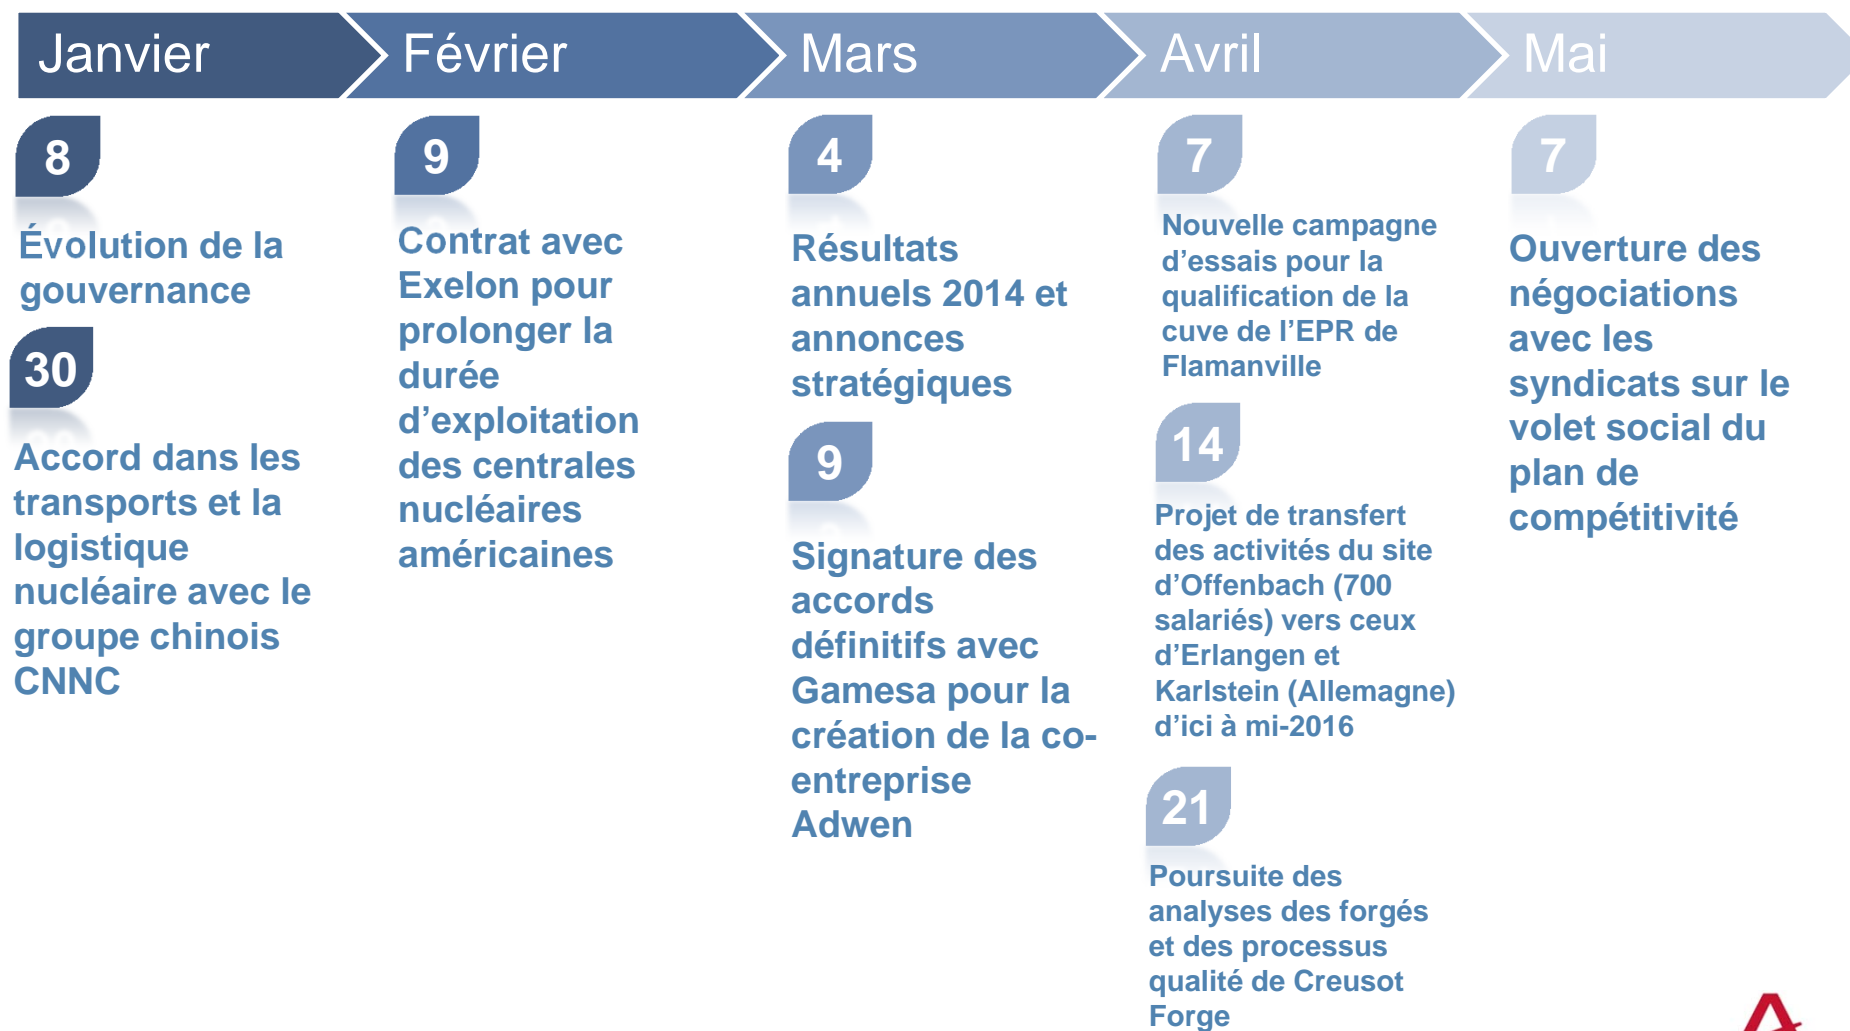 Janvier
Février
Mars
Avril
Mai
8
Évolution de la
gouvernance
30
Accord dans les
transports et la
logistique
nucléaire avec le
groupe chinois
CNNC
9
Contrat avec
Exelon pour
prolonger la
durée
d’exploitation
des centrales
nucléaires
américaines
4
Résultats
annuels 2014 et
annonces
stratégiques
9
Signature des
accords
définitifs avec
Gamesa pour la
création de la co-
entreprise
Adwen
7
Nouvelle campagne
d’essais pour la
qualification de la
cuve de l’EPR de
Flamanville
14
Projet de transfert
des activités du site
d’Offenbach (700
salariés) vers ceux
d’Erlangen et
Karlstein (Allemagne)
d’ici à mi-2016
21
Poursuite des
analyses des forgés
et des processus
qualité de Creusot
Forge
7
Ouverture des
négociations
avec les
syndicats sur le
volet social du
plan de
compétitivité